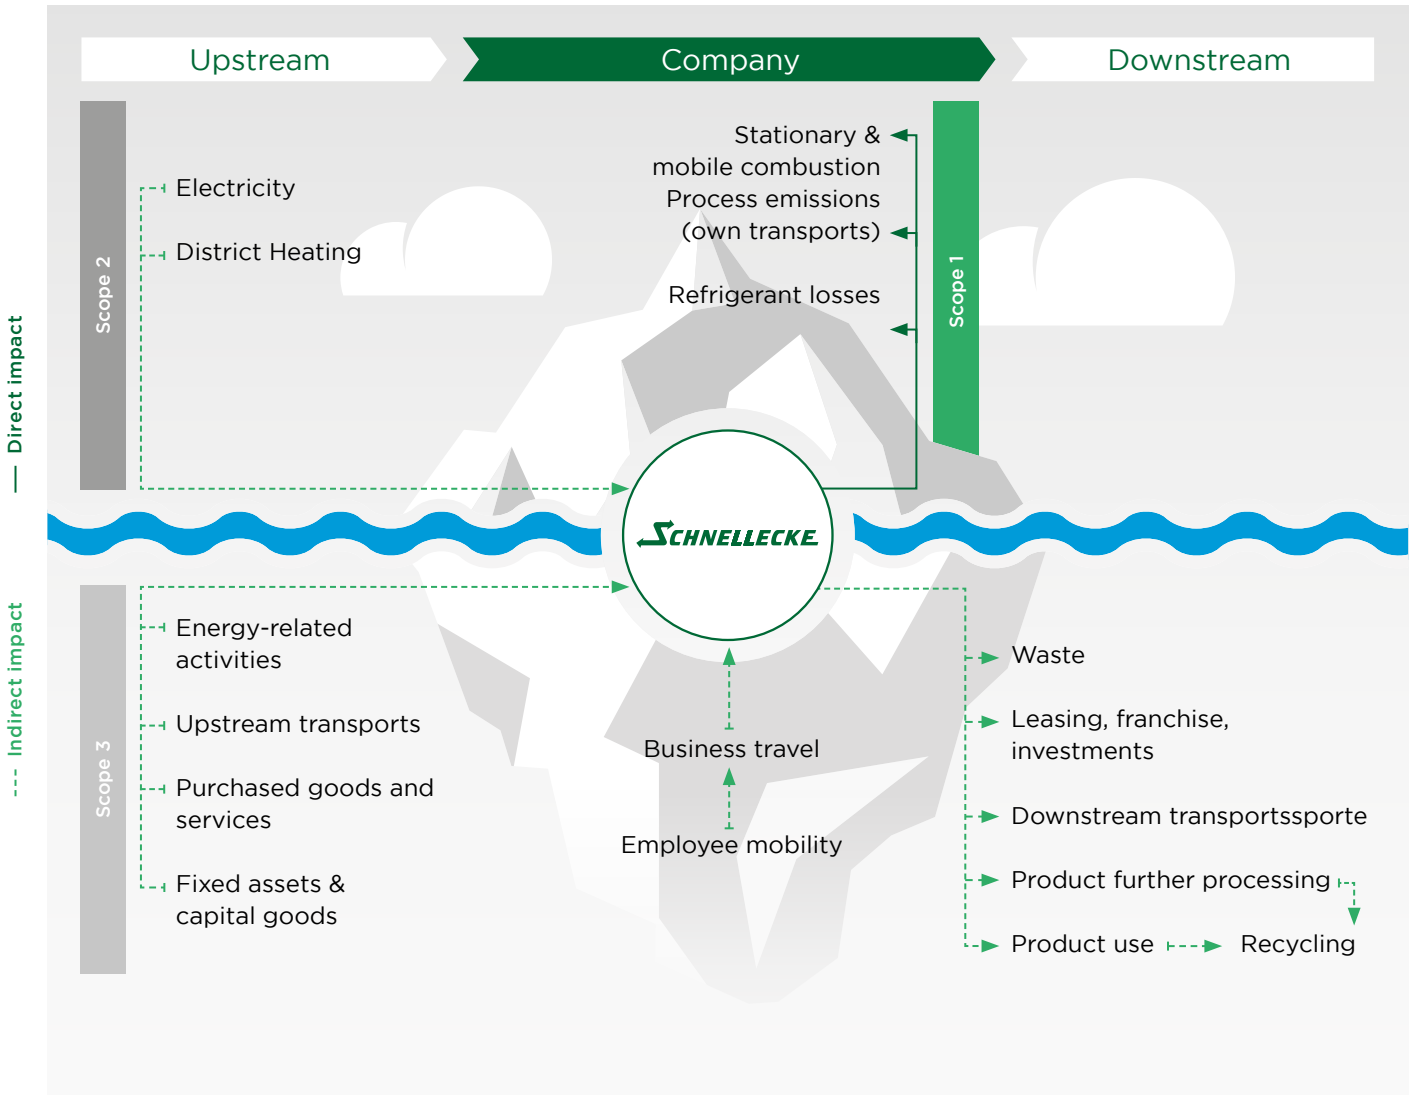 Upstream
Company
Downstream
Scope 2
Electricity
District Heating
Stationary &
mobile combustion
Process emissions
(own transports)
Refrigerant losses
Scope 1
Direct impact
SCHNELLECKE
Indirect impact
Scope 3
Energy-related
activities
Upstream transports
Purchased goods and
services
Fixed assets &
capital goods
Business travel
Employee mobility
Waste
Leasing, franchise,
investments
Downstream transportssporte
Product further processing
Product use
Recycling